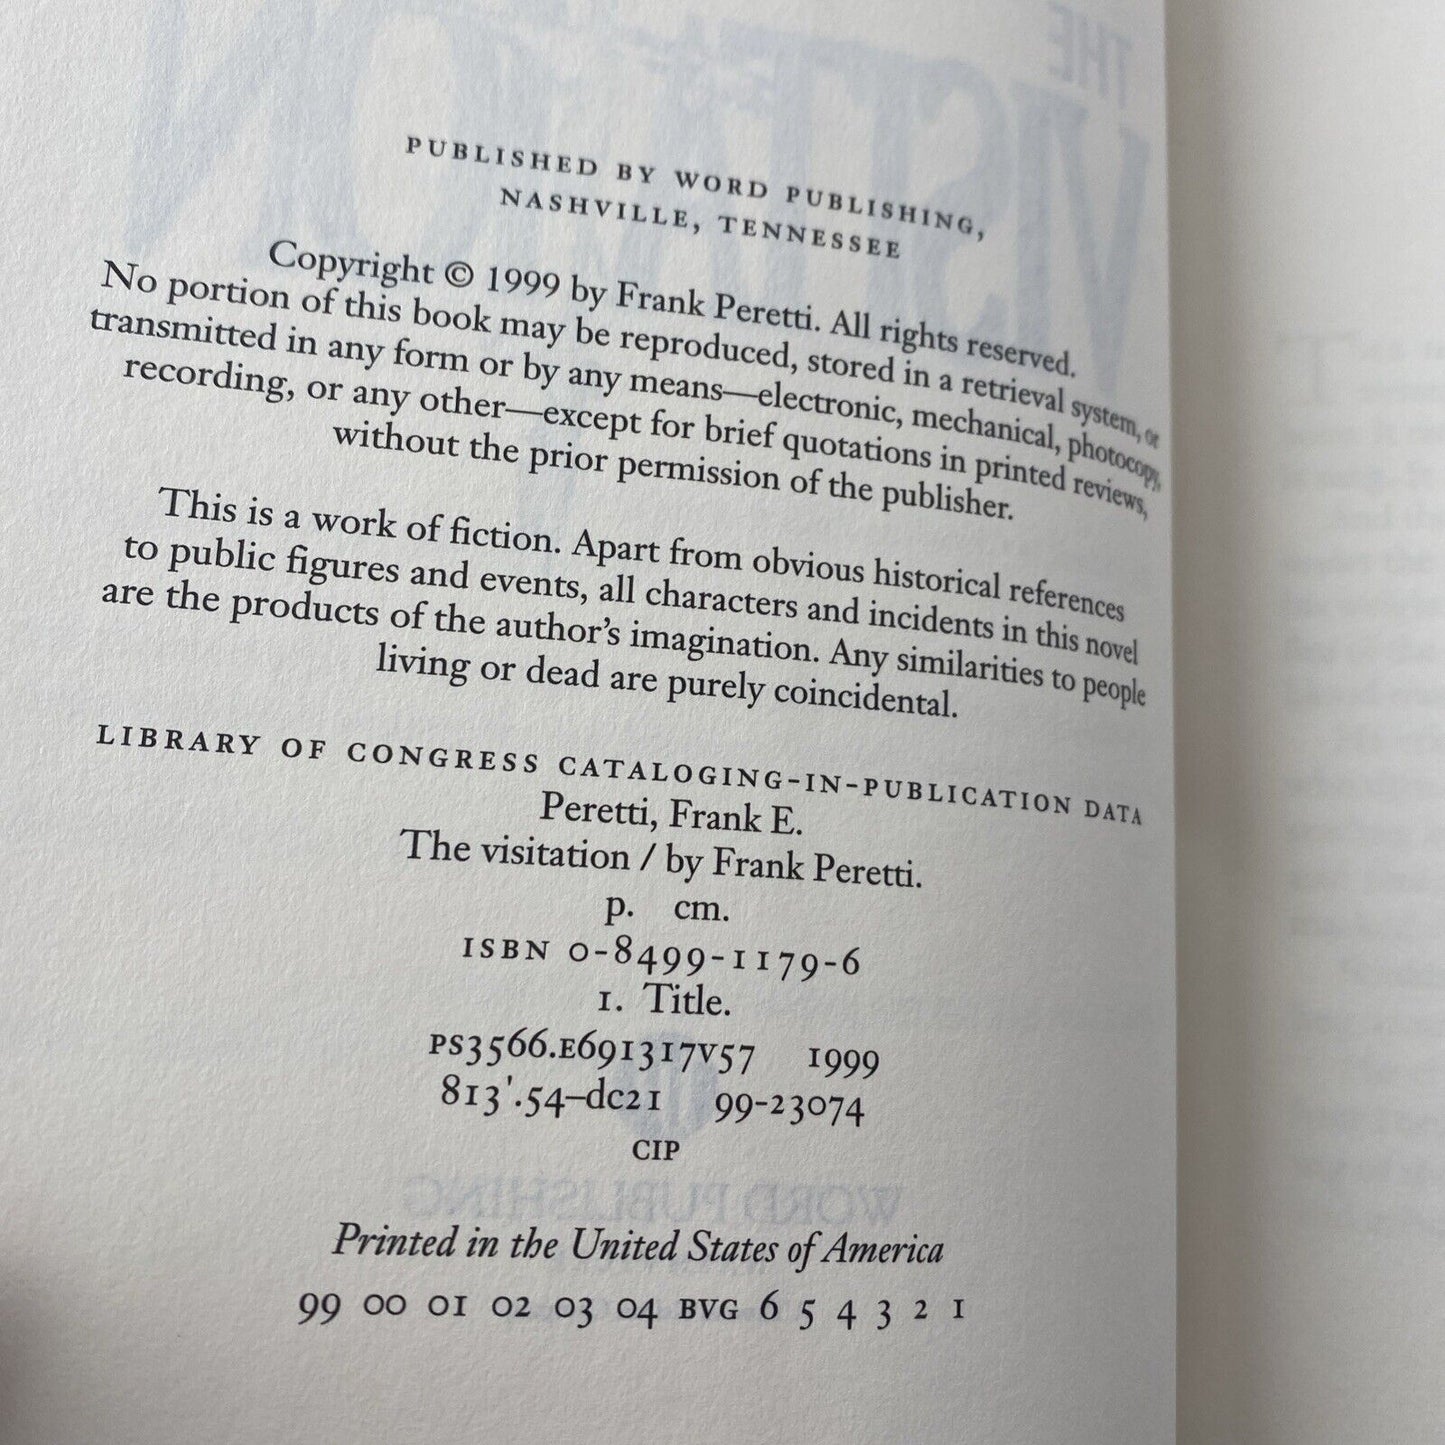 PUBLISHED BY WORD PUBLISHING,
NASHVILLE, TENNESSEE
Copyright © 1999 by Frank Peretti. All rights reserved.
No portion of this book may be reproduced, stored in a retrieval system, or
transmitted in any form or by any means—electronic, mechanical, photocopy,
recording, or any other—except for brief quotations in printed reviews,
without the prior permission of the publisher.
This is a work of fiction. Apart from obvious historical references
to public figures and events, all characters and incidents in this novel
are the products of the author's imagination. Any similarities to people
living or dead are purely coincidental.
LIBRARY OF CONGRESS CATALOGING-IN-PUBLICATION DATA
Peretti, Frank E.
The visitation / by Frank Peretti.
p. cm.
ISBN 0-8499-1179-6
1. Title.
PS3566.E691317V57 1999
813'.54–dc21 99-23074
CIP
WORD PUBLISHING
Printed in the United States of America
99 00 01 02 03 04 BVG 6 5 4 3 2 1